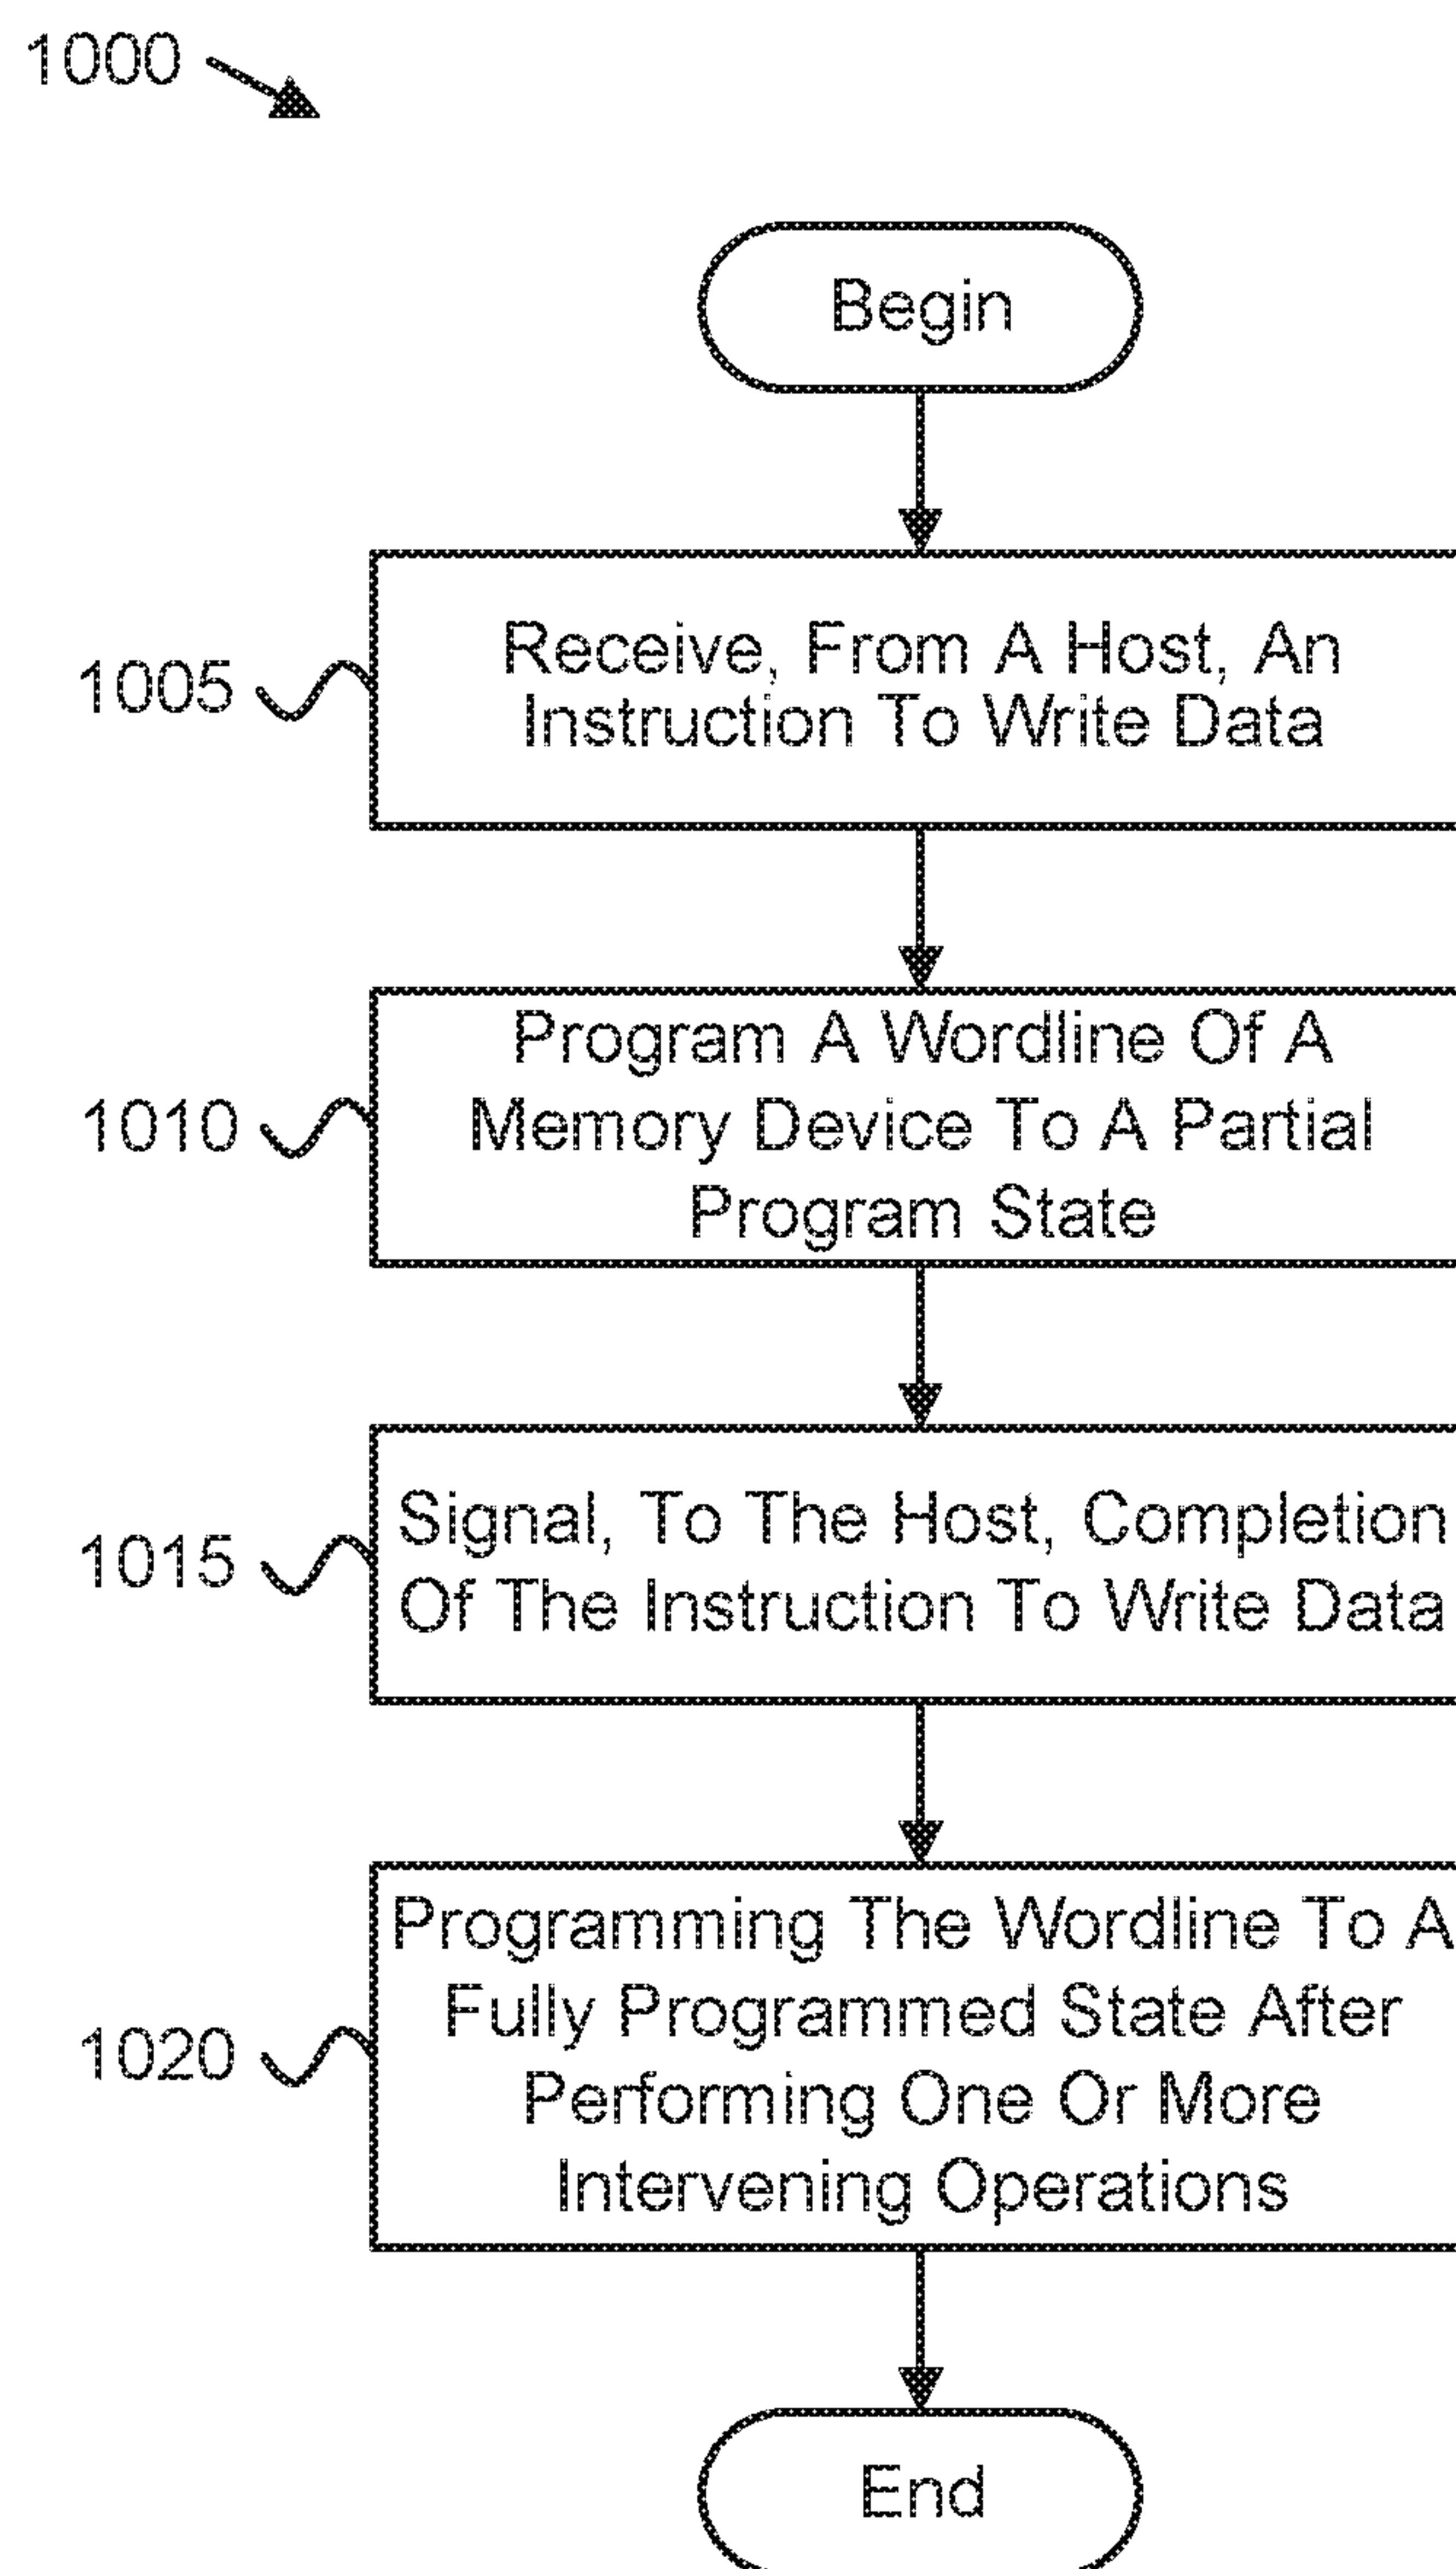 1000
Begin
1005
Receive, From A Host, An
Instruction To Write Data
1010
Program A Wordline Of A
Memory Device To A Partial
Program State
1015
Signal, To The Host, Completion
Of The Instruction To Write Data
1020
Programming The Wordline To A
Fully Programmed State After
Performing One Or More
Intervening Operations
End